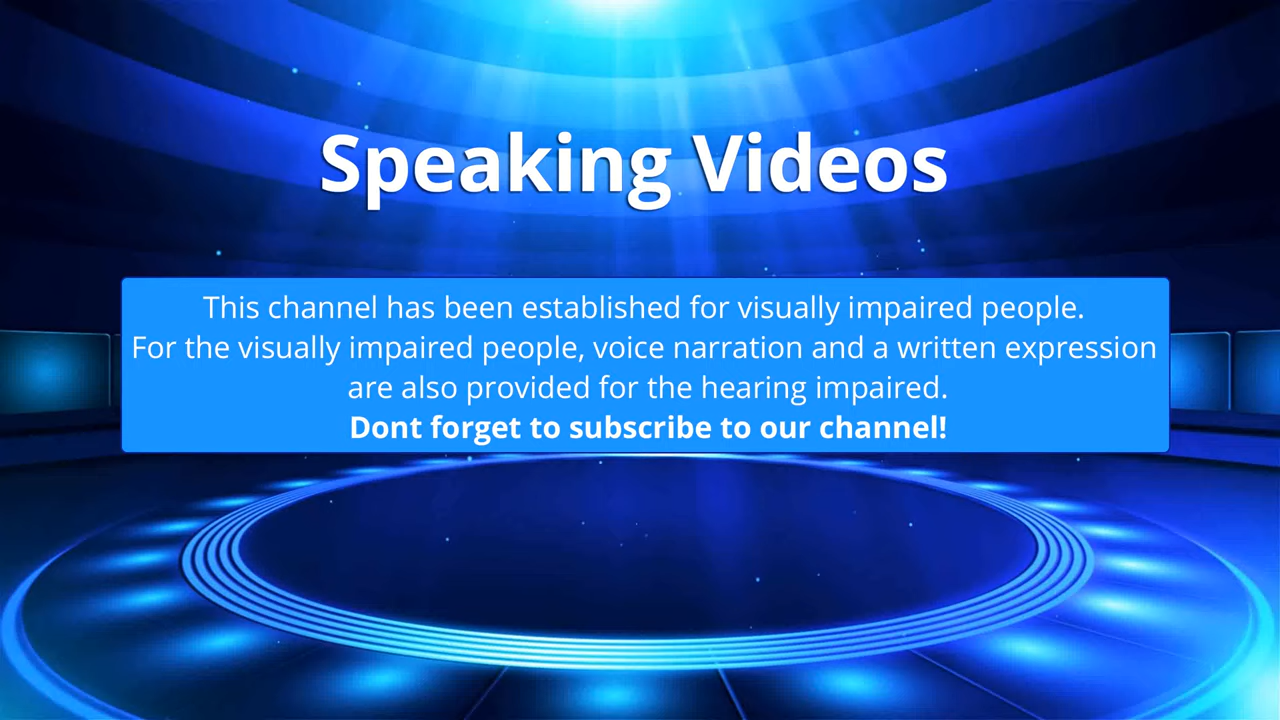 Speaking Videos
This channel has been established for visually impaired people.
For the visually impaired people, voice narration and a written expression
are also provided for the hearing impaired.
Dont forget to subscribe to our channel!